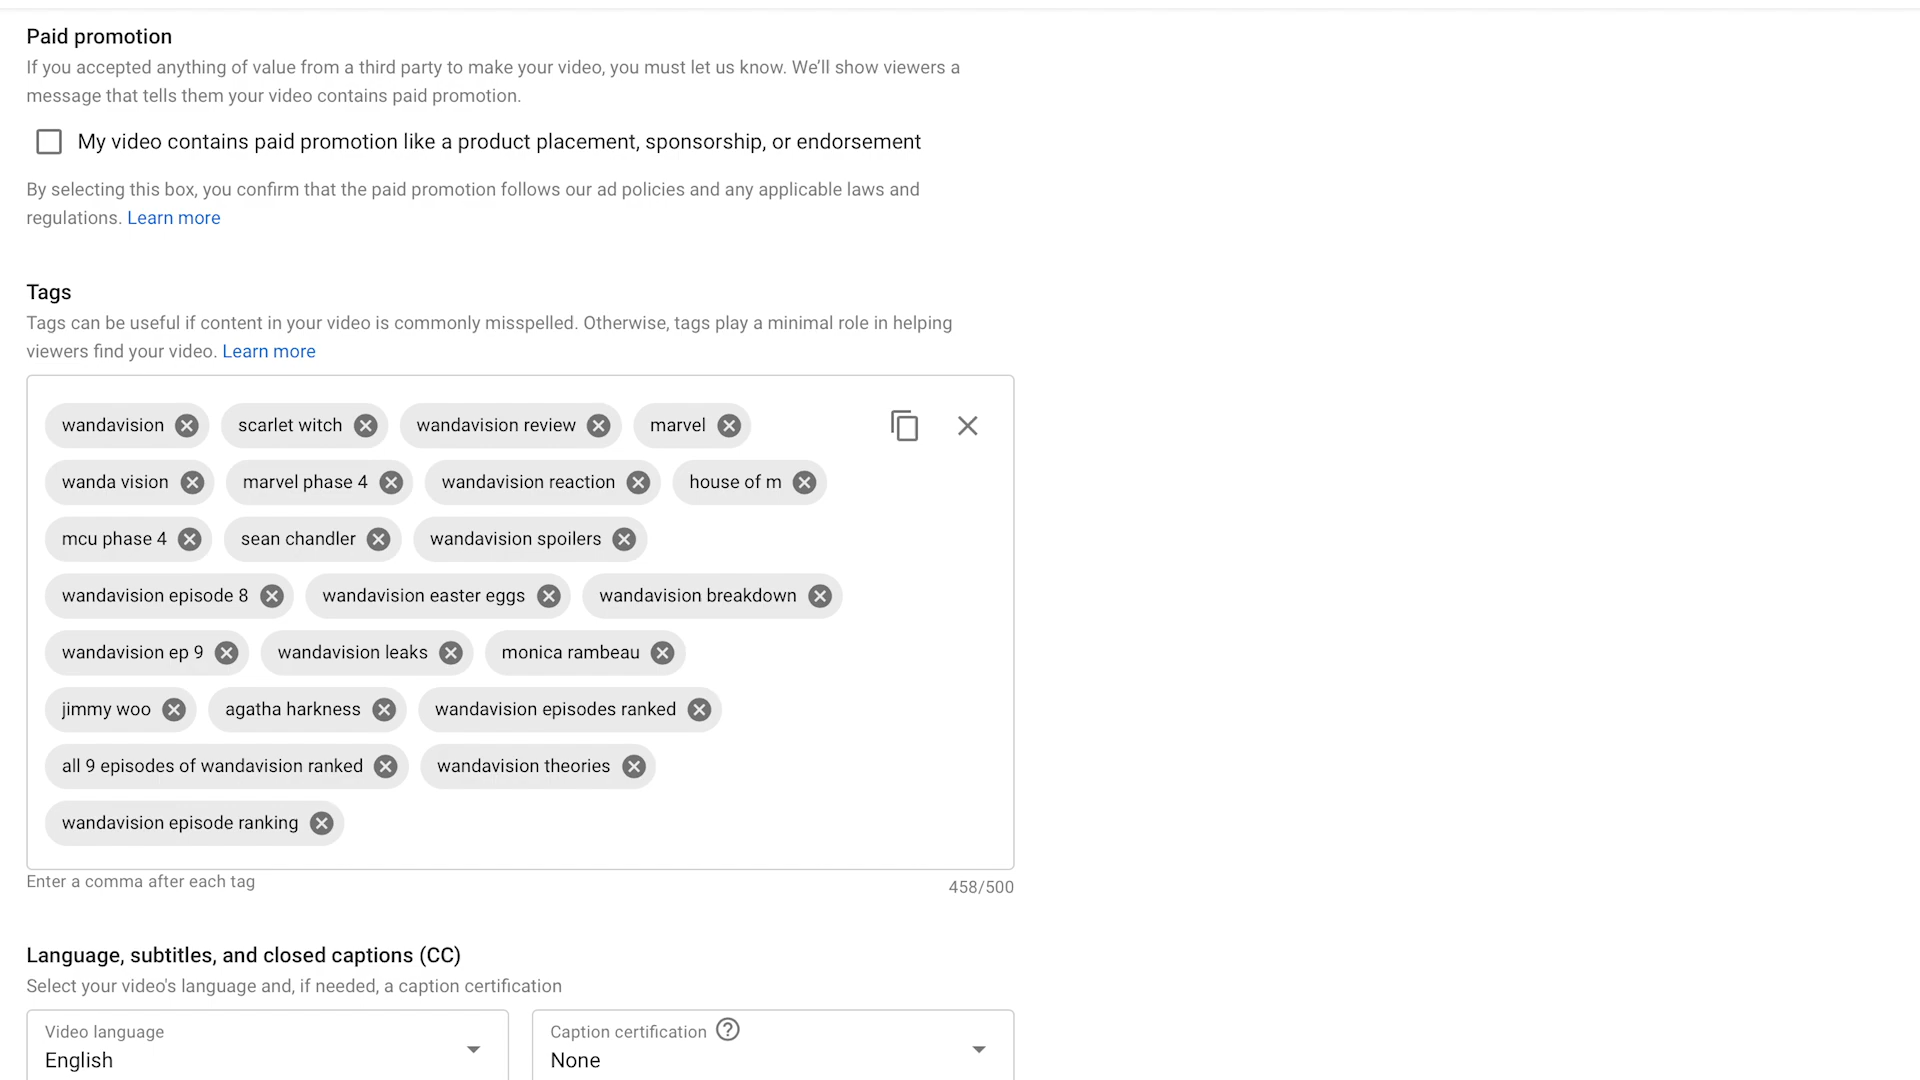 Paid promotion
If you accepted anything of value from a third party to make your video, you must let us know. We’ll show viewers a
message that tells them your video contains paid promotion.
My video contains paid promotion like a product placement, sponsorship, or endorsement
By selecting this box, you confirm that the paid promotion follows our ad policies and any applicable laws and
regulations. Learn more
Tags
Tags can be useful if content in your video is commonly misspelled. Otherwise, tags play a minimal role in helping
viewers find your video. Learn more
wandavision scarlet witch wandavision review marvel
wanda vision marvel phase 4 wandavision reaction house of m
mcu phase 4 sean chandler wandavision spoilers
wandavision episode 8 wandavision easter eggs wandavision breakdown
wandavision ep 9 wandavision leaks monica rambeau
jimmy woo agatha harkness wandavision episodes ranked
all 9 episodes of wandavision ranked wandavision theories
wandavision episode ranking
Enter a comma after each tag 458/500
Language, subtitles, and closed captions (CC)
Select your video's language and, if needed, a caption certification
Video language Caption certification ?
English None